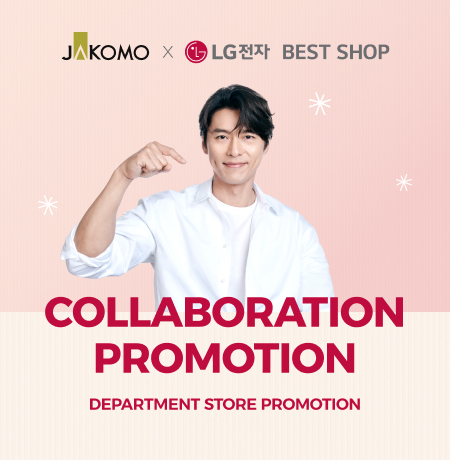 JAKOMO X LG전자 BEST SHOP
COLLABORATION
PROMOTION
DEPARTMENT STORE PROMOTION